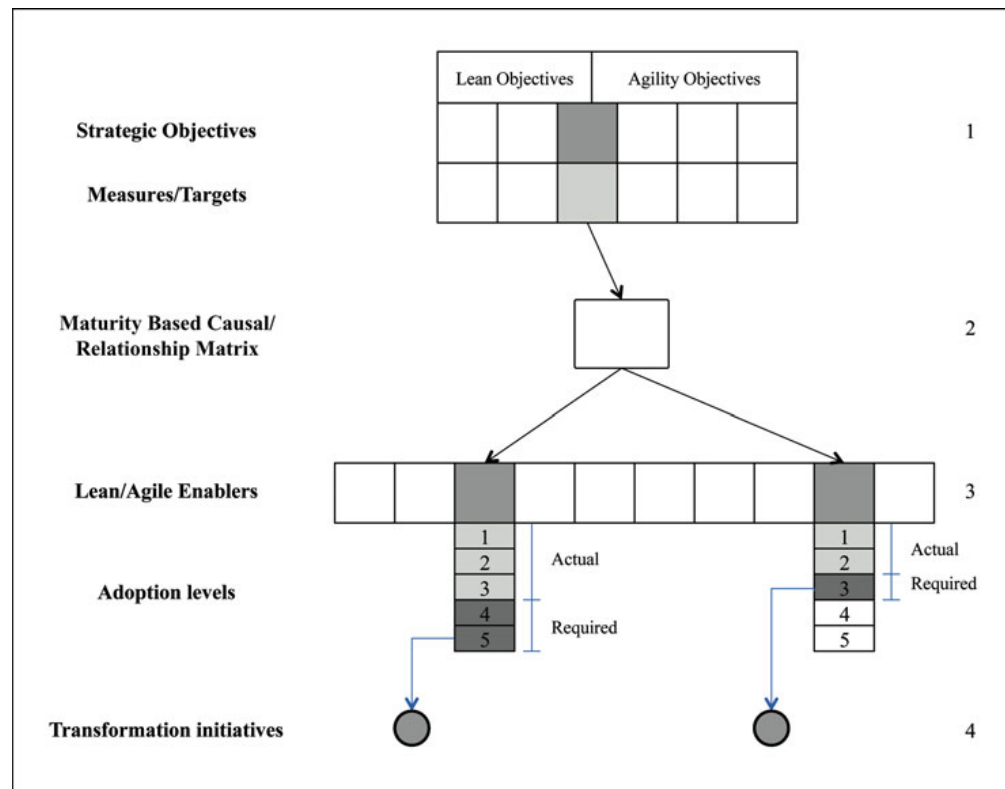 Lean Objectives
Agility Objectives
Strategic Objectives
1
Measures/Targets
Maturity Based Causal/
Relationship Matrix
2
Lean/Agile Enablers
3
1
2
3
4
5
Actual
Required
1
2
3
4
5
Actual
Required
Adoption levels
Transformation initiatives
4